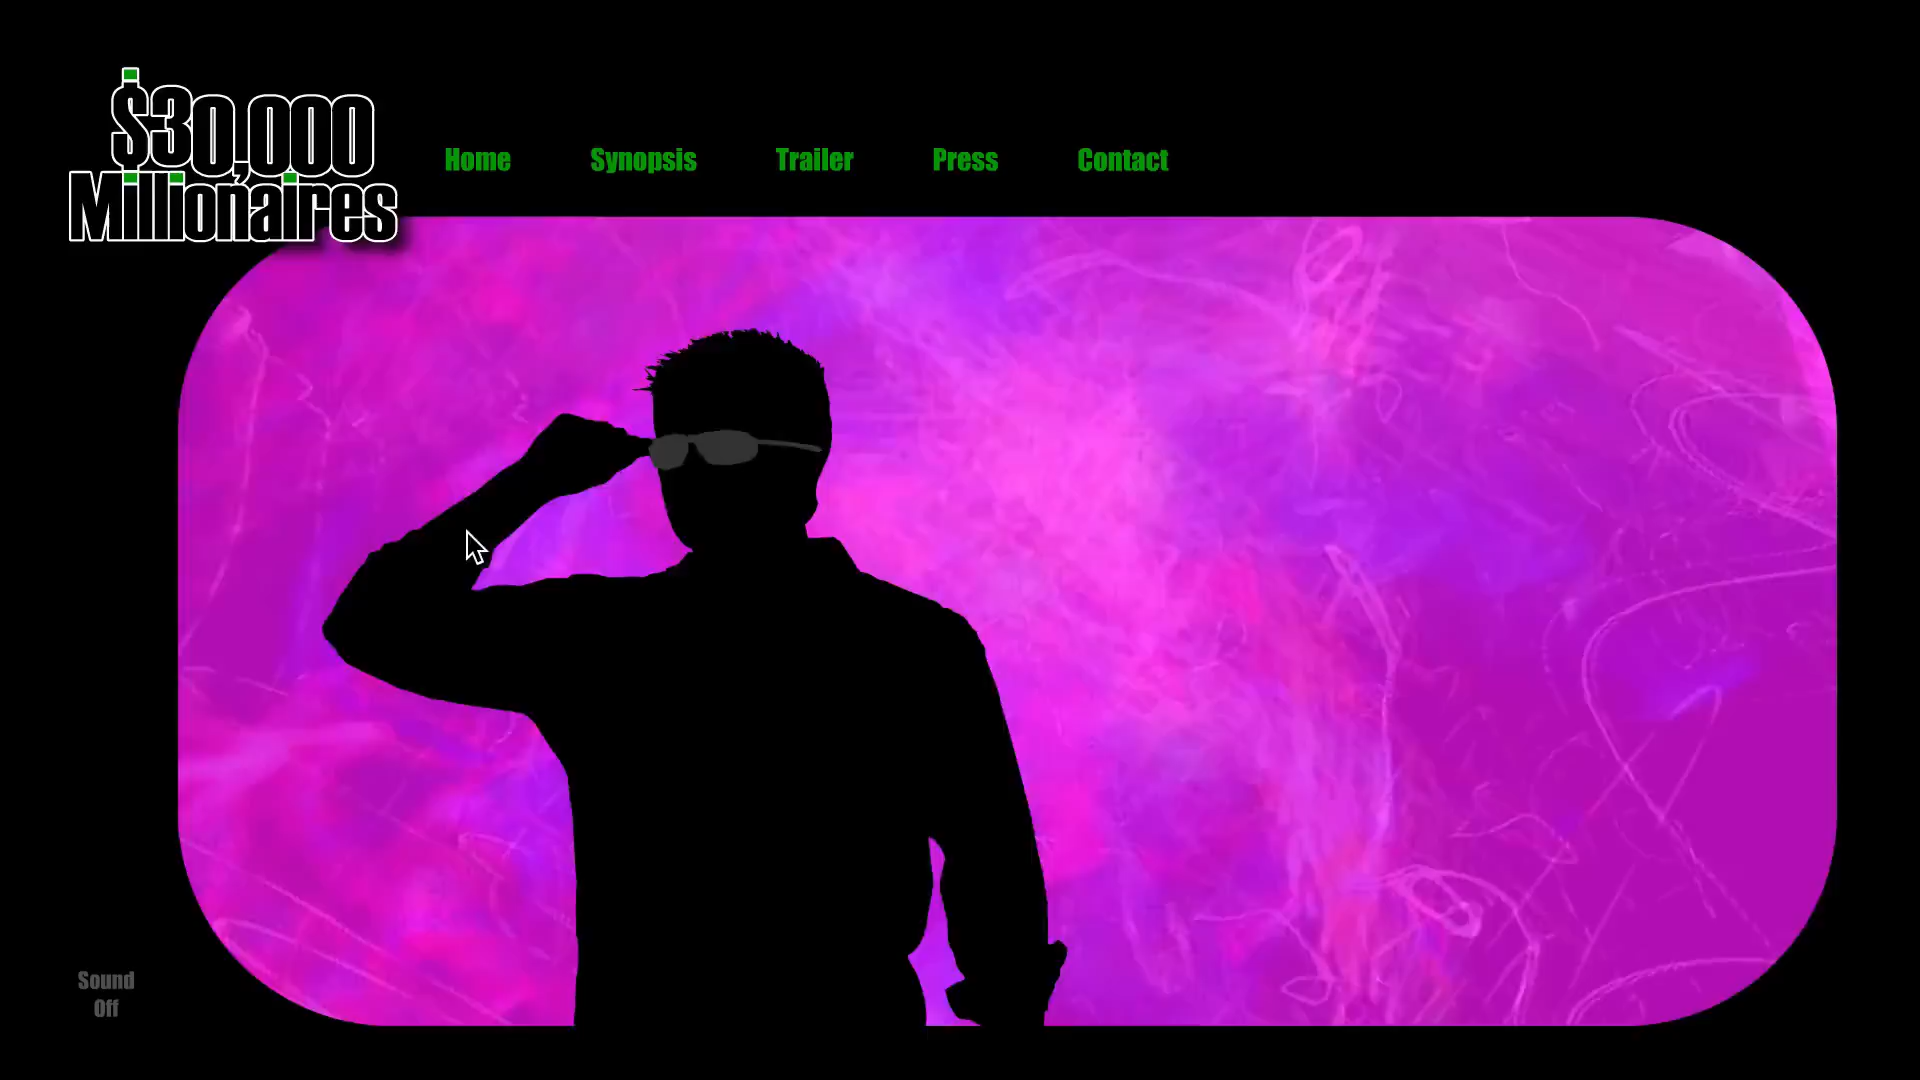 $30,000
Millionaires
Home Synopsis Trailer Press Contact
Sound
Off